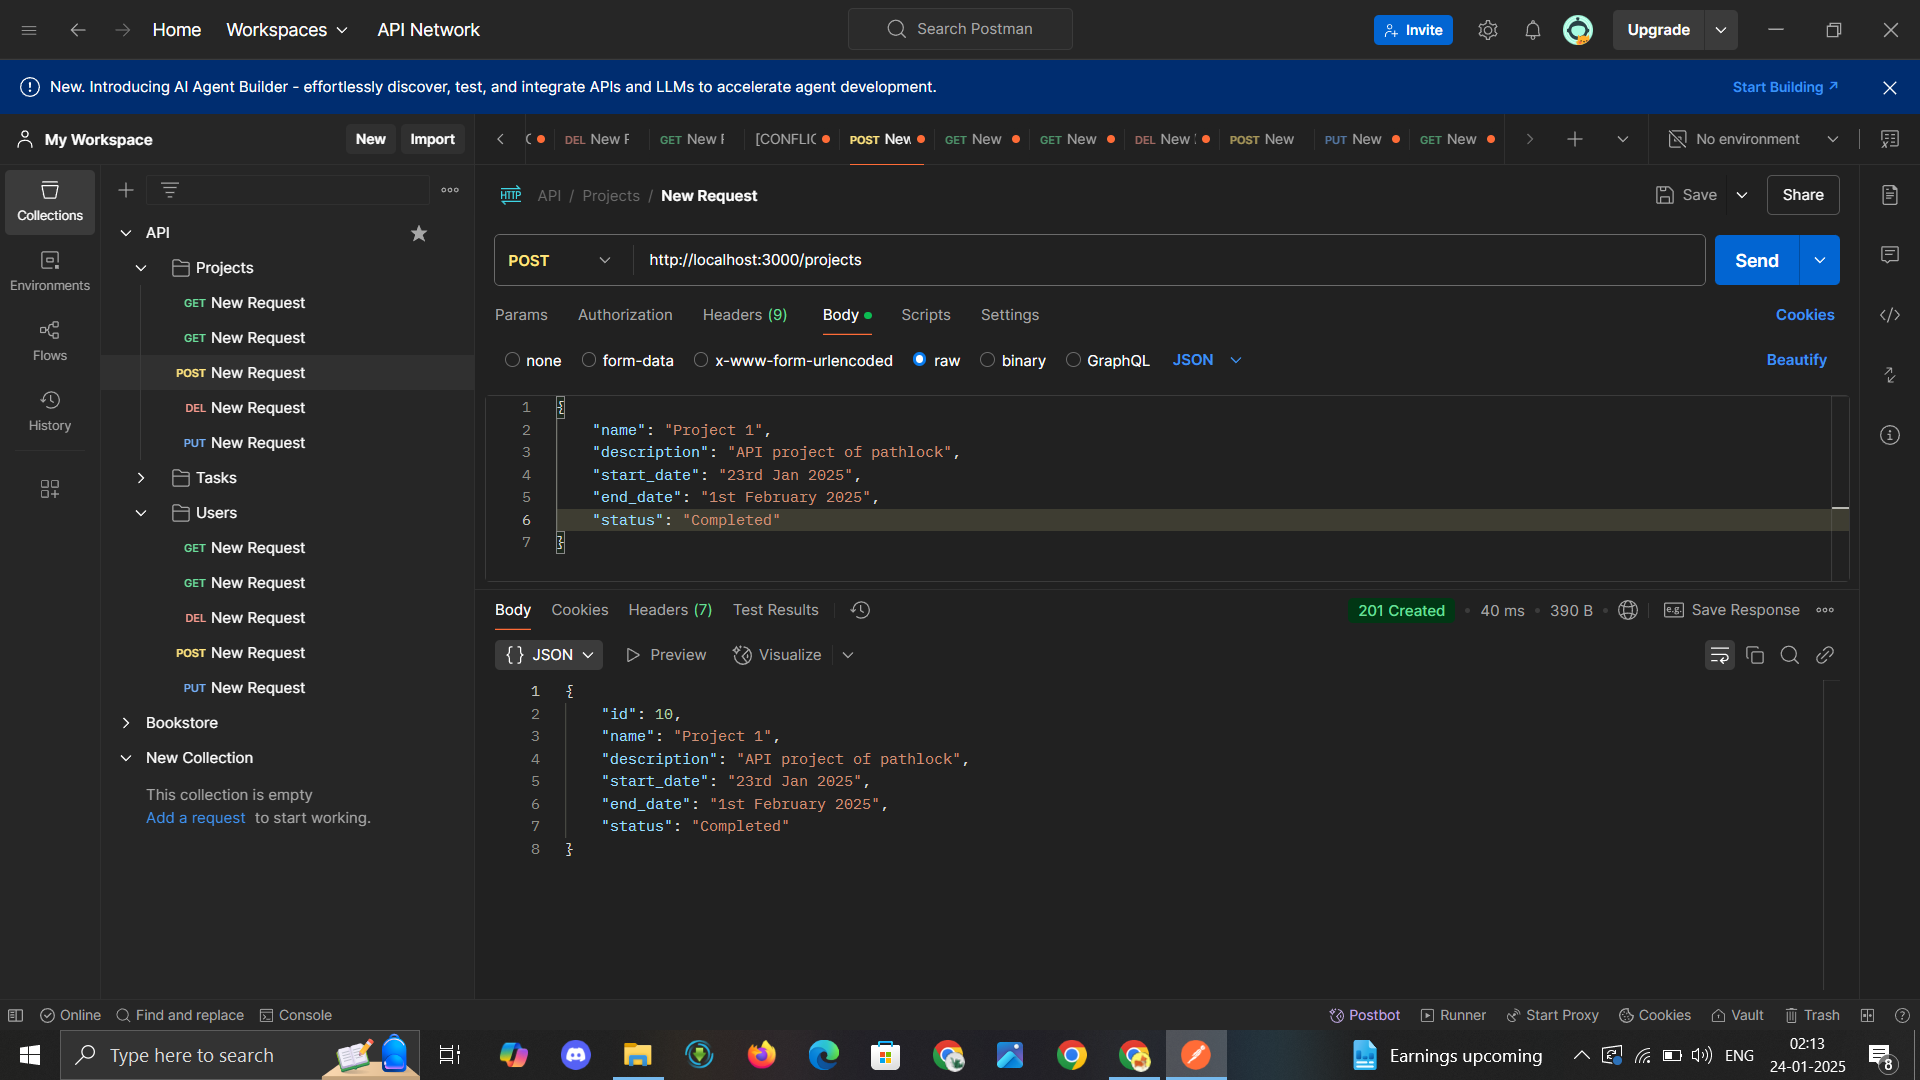 Home
Workspaces
API Network
Search Postman
Invite
Upgrade
New. Introducing AI Agent Builder - effortlessly discover, test, and integrate APIs and LLMs to accelerate agent development.
Start Building
My Workspace
New
Import
DEL New
GET New
[CONFLIC
POST New
GET New
GET New
DEL New
POST New
PUT New
GET New
No environment
Collections
Environments
Flows
History
API
Projects
GET New Request
GET New Request
POST New Request
DEL New Request
PUT New Request
Tasks
Users
GET New Request
GET New Request
DEL New Request
POST New Request
PUT New Request
Bookstore
New Collection
This collection is empty
Add a request to start working.
HTTP API / Projects / New Request
Save
Share
POST
http://localhost:3000/projects
Send
Params
Authorization
Headers (9)
Body
Scripts
Settings
Cookies
none
form-data
x-www-form-urlencoded
raw
binary
GraphQL
JSON
Beautify
1 {
2 "name": "Project 1",
3 "description": "API project of pathlock",
4 "start_date": "23rd Jan 2025",
5 "end_date": "1st February 2025",
6 "status": "Completed"
7 }
Body
Cookies
Headers (7)
Test Results
201 Created
40 ms
390 B
e.g. Save Response
{} JSON
Preview
Visualize
1 {
2 "id": 10,
3 "name": "Project 1",
4 "description": "API project of pathlock",
5 "start_date": "23rd Jan 2025",
6 "end_date": "1st February 2025",
7 "status": "Completed"
8 }
Online
Find and replace
Console
Postbot
Runner
Start Proxy
Cookies
Vault
Trash
Type here to search
Earnings upcoming
ENG
02:13
24-01-2025
8